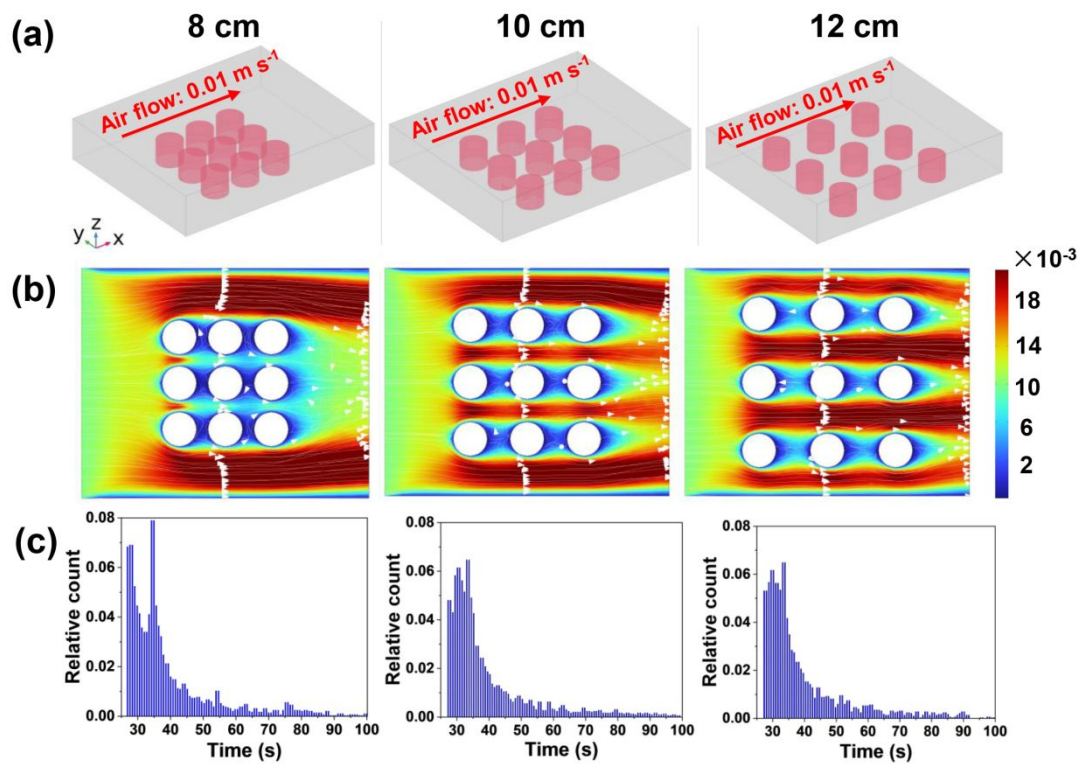 (a)
8 cm
10 cm
12 cm
Air flow: 0.01 m s⁻¹
Air flow: 0.01 m s⁻¹
Air flow: 0.01 m s⁻¹
y z x
(b)
×10⁻³
18
14
10
6
2
(c)
Relative count
0.08
0.06
0.04
0.02
0.00
30 40 50 60 70 80 90 100
Time (s)
Relative count
0.08
0.06
0.04
0.02
0.00
30 40 50 60 70 80 90 100
Time (s)
Relative count
0.08
0.06
0.04
0.02
0.00
30 40 50 60 70 80 90 100
Time (s)